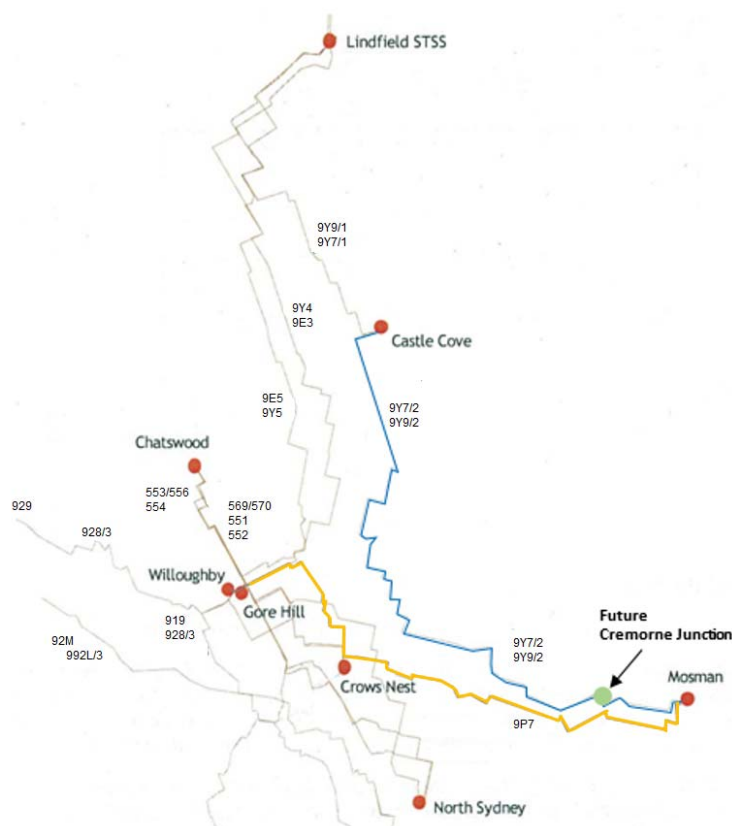 Lindfield STSS
9Y9/1
9Y7/1
9Y4
9E3
Castle Cove
9E5
9Y5
9Y7/2
9Y9/2
Chatswood
553/556
554
569/570
551
552
929
928/3
Willoughby
Gore Hill
919
928/3
92M
992L/3
Crows Nest
9Y7/2
9Y9/2
Future
Cremorne Junction
Mosman
9P7
North Sydney